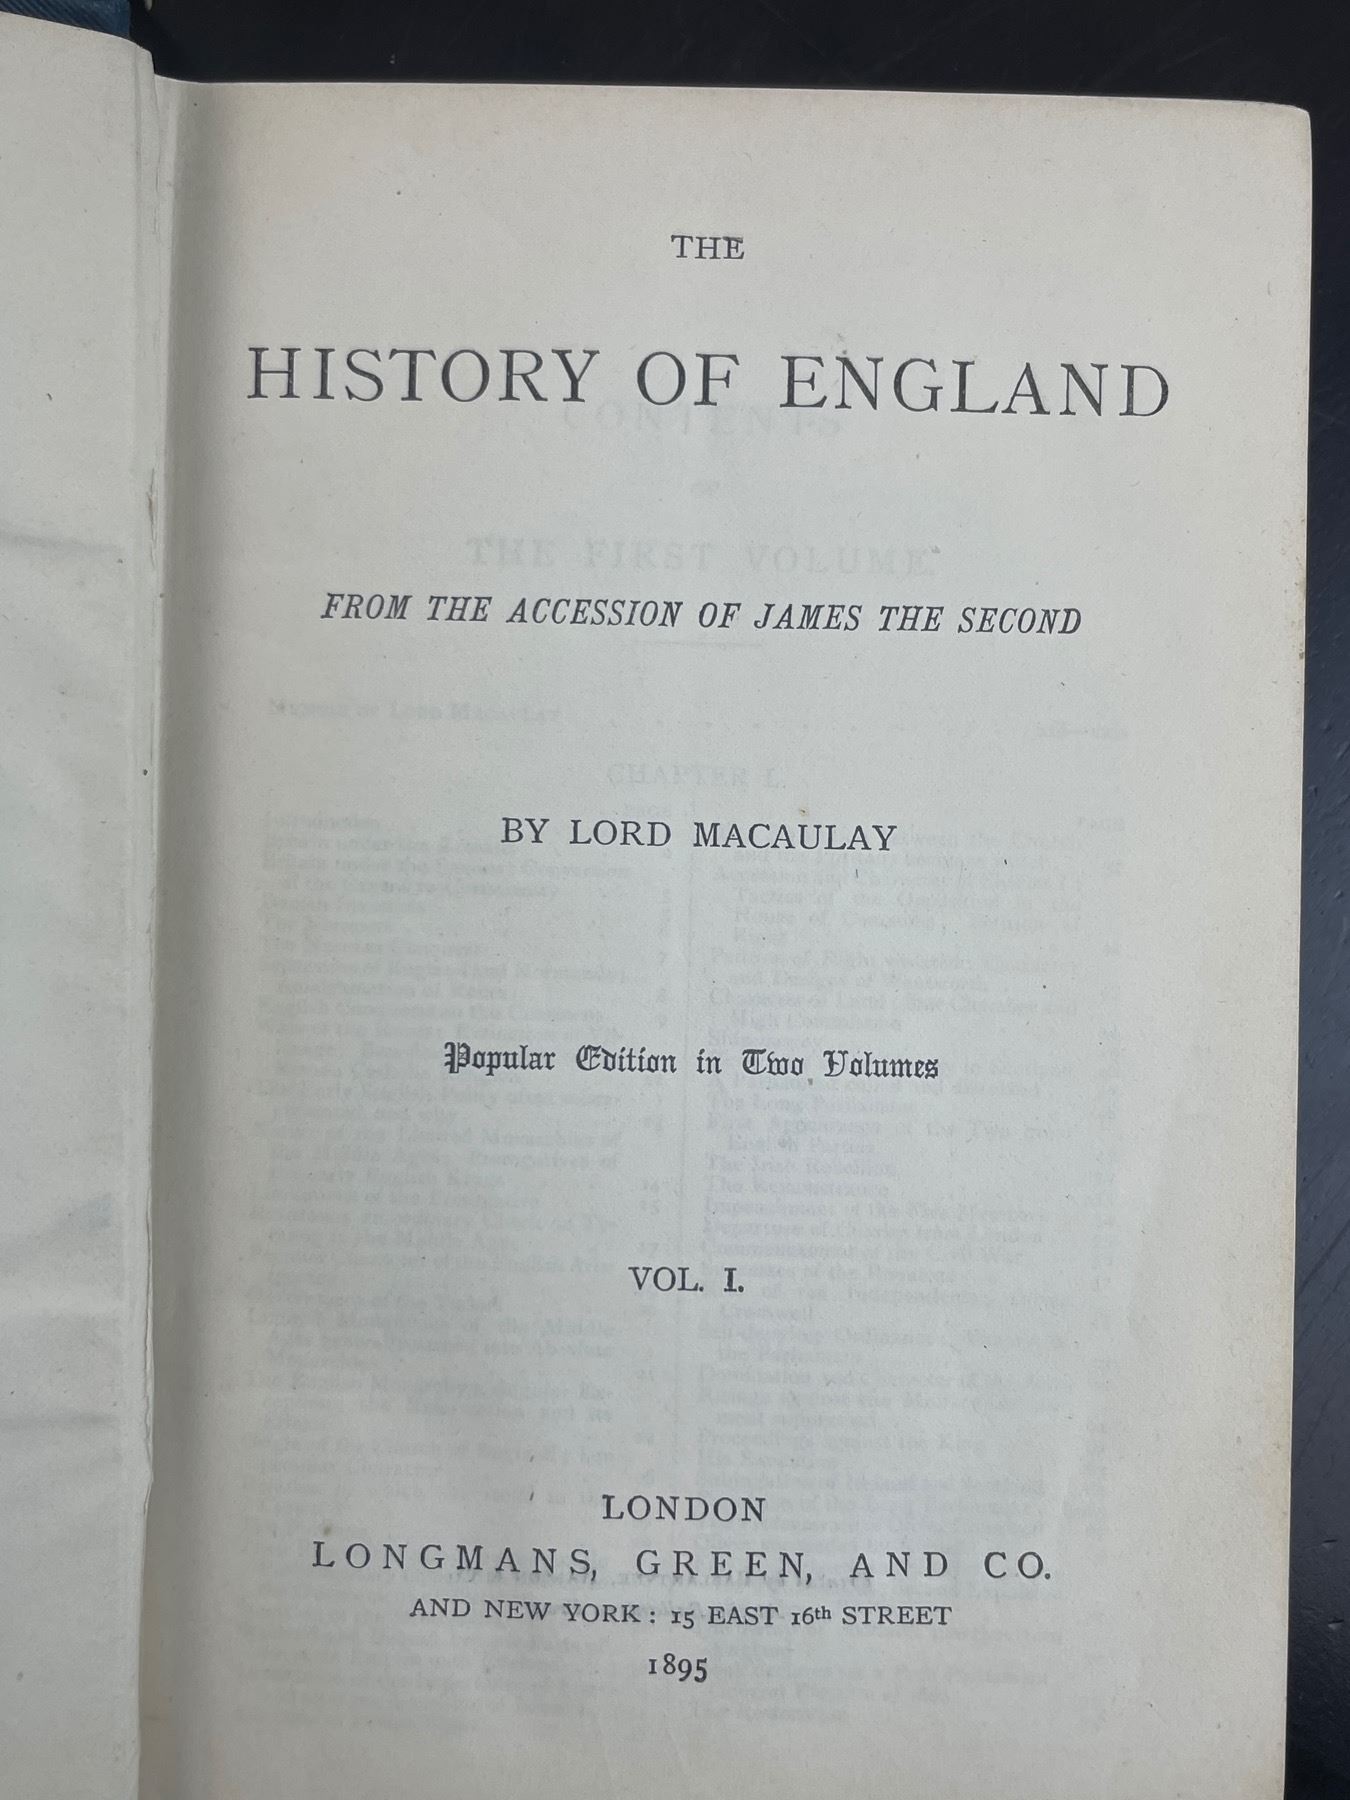 THE
HISTORY OF ENGLAND
FROM THE ACCESSION OF JAMES THE SECOND
BY LORD MACAULAY
Popular Edition in Two Volumes
VOL. I.
LONDON
LONGMANS, GREEN, AND CO.
AND NEW YORK : 15 EAST 16th STREET
1895